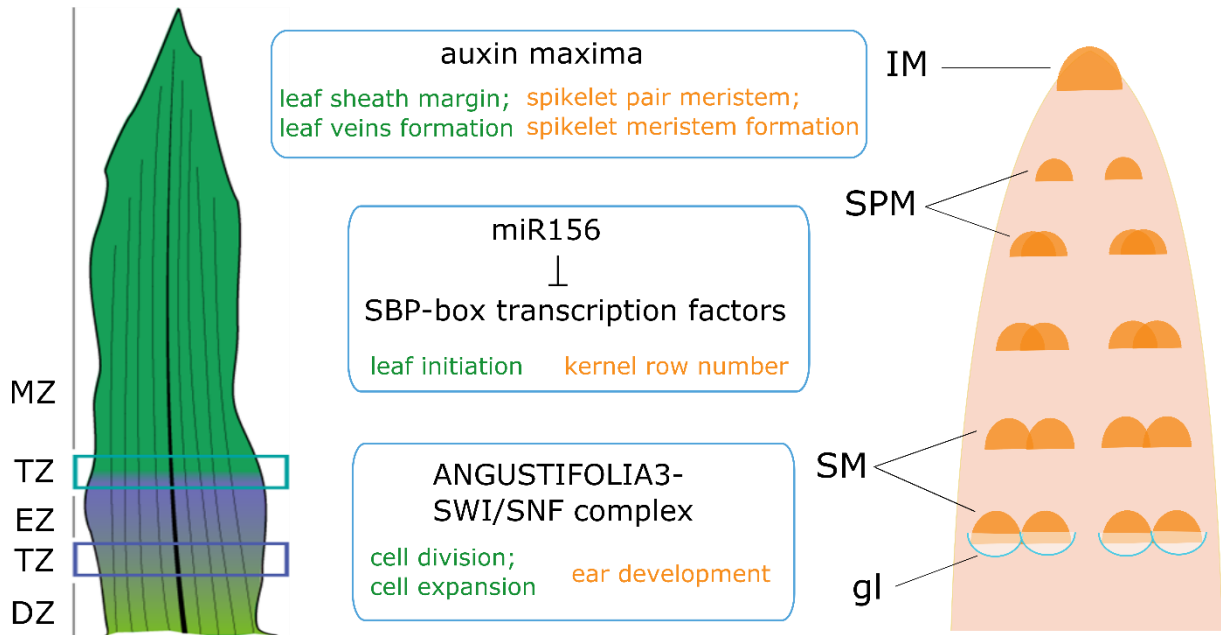 auxin maxima
leaf sheath margin; spikelet pair meristem;
leaf veins formation spikelet meristem formation
miR156
⊥
SBP-box transcription factors
leaf initiation kernel row number
ANGUSTIFOLIA3-
SWI/SNF complex
cell division;
cell expansion
ear development
MZ
TZ
EZ
TZ
DZ
IM
SPM
SM
gl